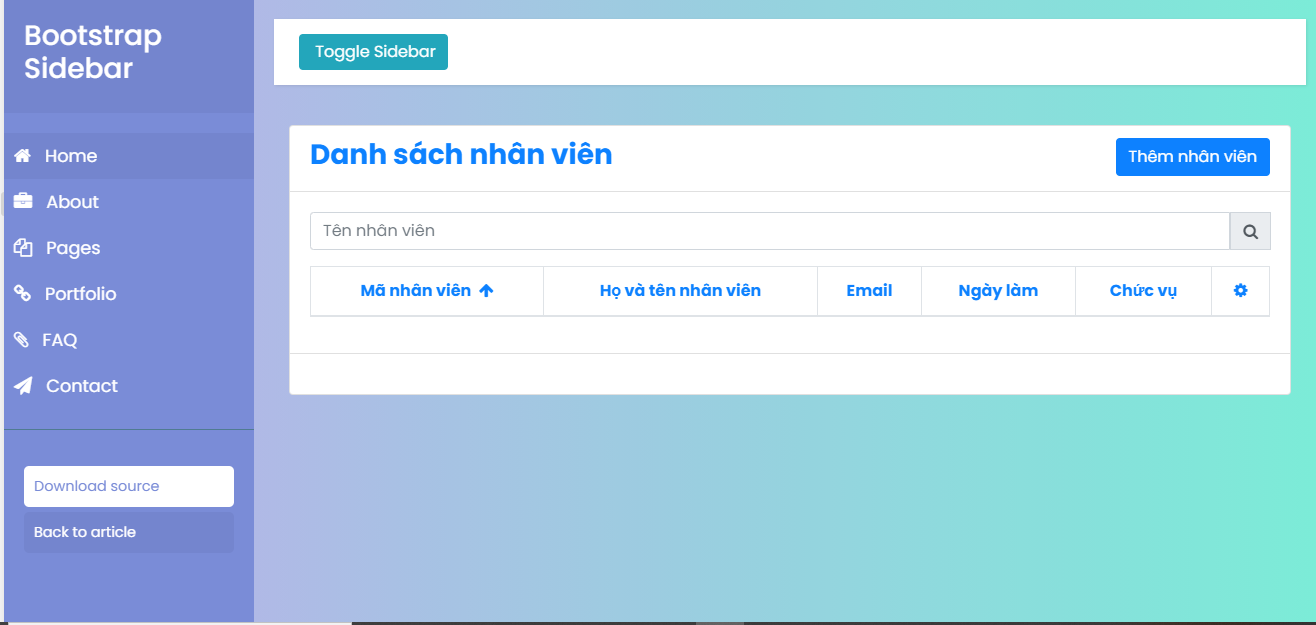 Bootstrap
Sidebar
Home
About
Pages
Portfolio
FAQ
Contact
Download source
Back to article
Toggle Sidebar
Danh sách nhân viên
Thêm nhân viên
Tên nhân viên
Mã nhân viên Họ và tên nhân viên Email Ngày làm Chức vụ